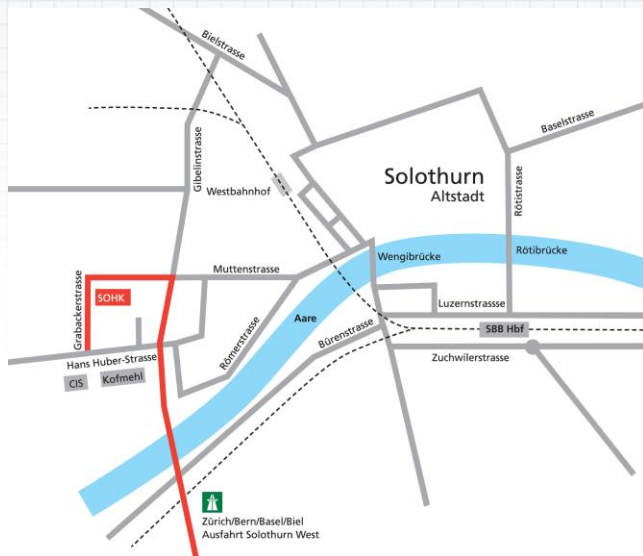 Bielstrasse
Baselstrasse
Gibelinstrasse
Westbahnhof
Solothurn
Altstadt
Rötistrasse
Wengibrücke
Rötibrücke
Muttenstrasse
Grabackerstrasse
SOHK
Luzernstrassse
Aare
Römerstrasse
Bürenstrasse
SBB Hbf
Zuchwilerstrasse
Hans Huber-Strasse
CIS
Kofmehl
Zürich/Bern/Basel/Biel
Ausfahrt Solothurn West